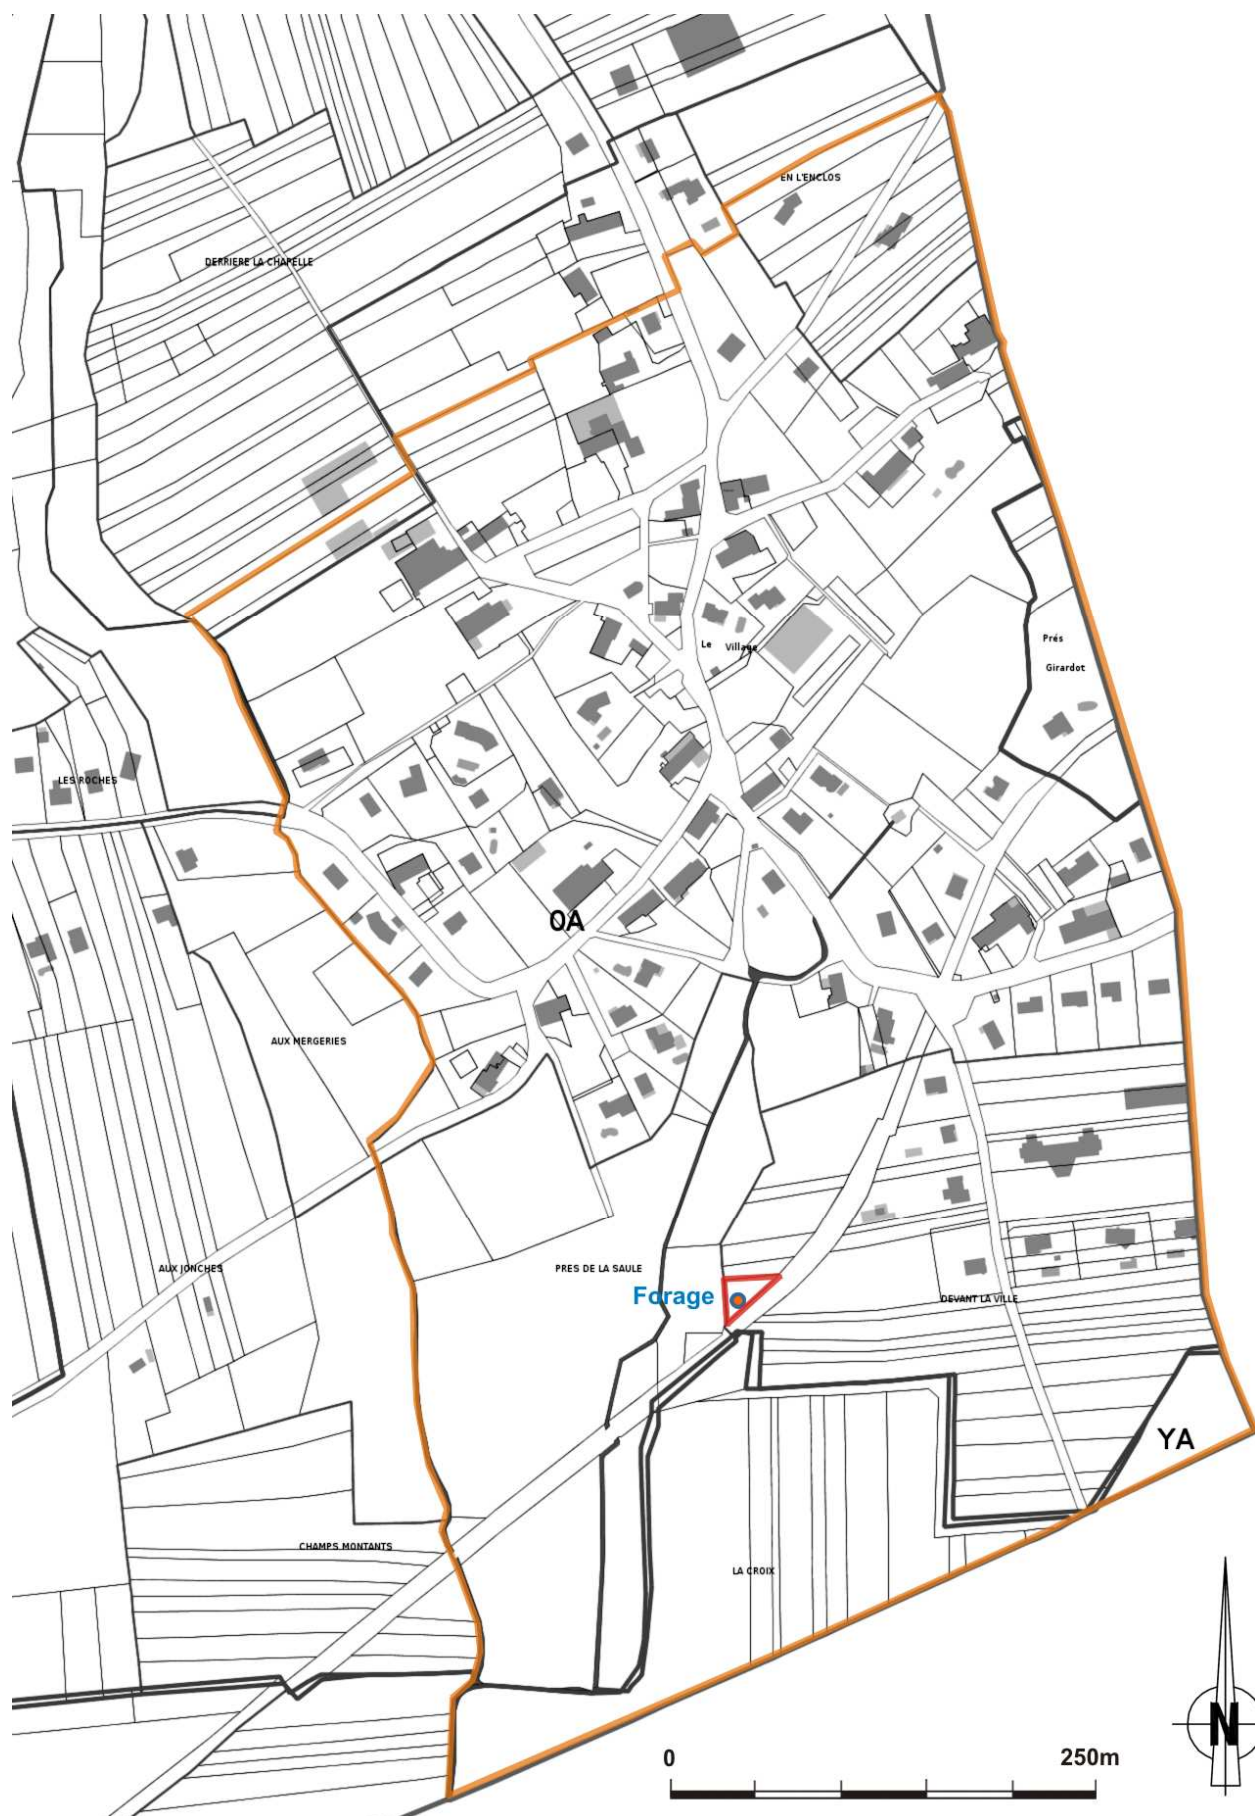 EN L'ENCLOS
DERRIERE LA CHAPELLE
Prés
Le Village
Girardot
LES ROCHES
0A
AUX MERGERIES
AUX JONCHES
PRES DE LA SAULE
Forage
DEVANT LA VILLE
YA
CHAMPS MONTANTS
LA CROIX
N
0 250m